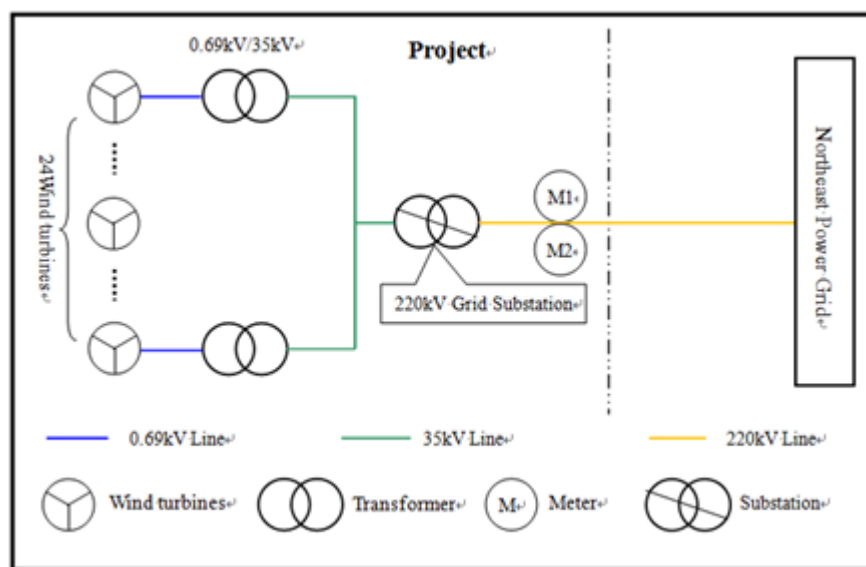 0.69kV/35kV
Project
24Wind turbines
M1
M2
220kV Grid Substation
Northeast Power Grid
0.69kV Line
35kV Line
220kV Line
Wind turbines
Transformer
M
Meter
Substation